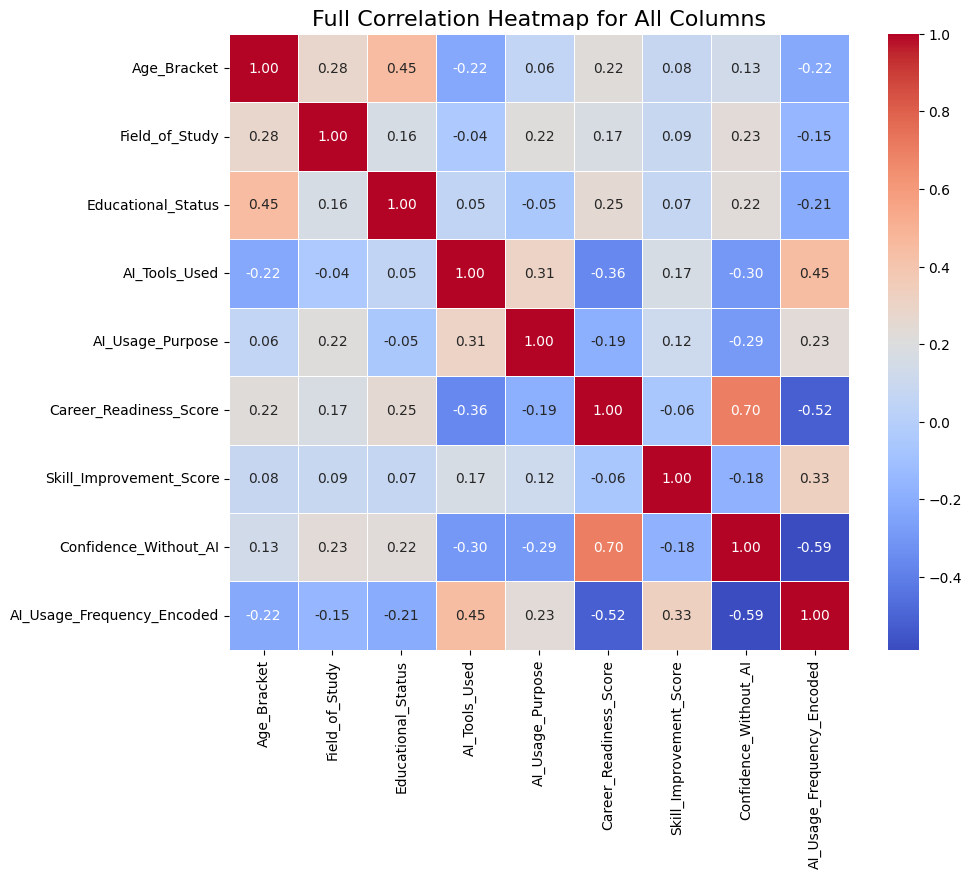 Full Correlation Heatmap for All Columns
Age_Bracket 1.00 0.28 0.45 -0.22 0.06 0.22 0.08 0.13 -0.22
Field_of_Study 0.28 1.00 0.16 -0.04 0.22 0.17 0.09 0.23 -0.15
Educational_Status 0.45 0.16 1.00 0.05 -0.05 0.25 0.07 0.22 -0.21
AI_Tools_Used -0.22 -0.04 0.05 1.00 0.31 -0.36 0.17 -0.30 0.45
AI_Usage_Purpose 0.06 0.22 -0.05 0.31 1.00 -0.19 0.12 -0.29 0.23
Career_Readiness_Score 0.22 0.17 0.25 -0.36 -0.19 1.00 -0.06 0.70 -0.52
Skill_Improvement_Score 0.08 0.09 0.07 0.17 0.12 -0.06 1.00 -0.18 0.33
Confidence_Without_AI 0.13 0.23 0.22 -0.30 -0.29 0.70 -0.18 1.00 -0.59
AI_Usage_Frequency_Encoded -0.22 -0.15 -0.21 0.45 0.23 -0.52 0.33 -0.59 1.00
Age_Bracket
Field_of_Study
Educational_Status
AI_Tools_Used
AI_Usage_Purpose
Career_Readiness_Score
Skill_Improvement_Score
Confidence_Without_AI
AI_Usage_Frequency_Encoded
1.0
0.8
0.6
0.4
0.2
0.0
−0.2
−0.4